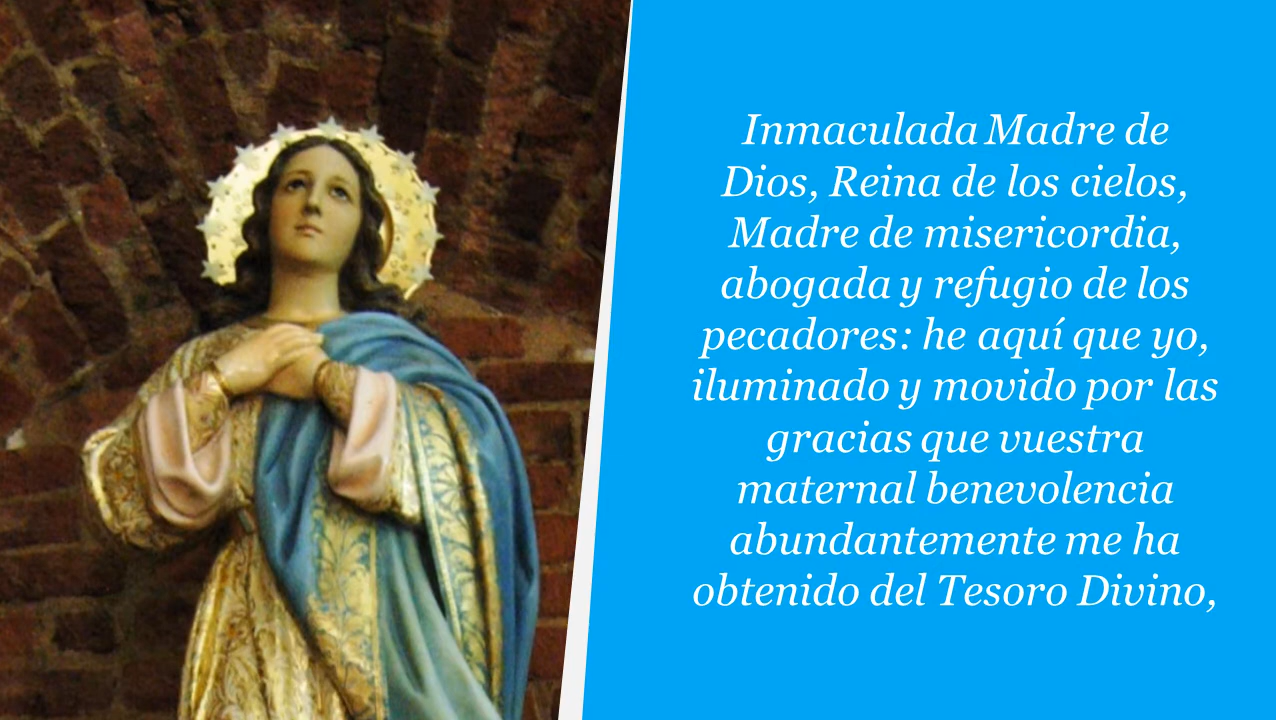 Inmaculada Madre de
Dios, Reina de los cielos,
Madre de misericordia,
abogada y refugio de los
pecadores: he aquí que yo,
iluminado y movido por las
gracias que vuestra
maternal benevolencia
abundantemente me ha
obtenido del Tesoro Divino,